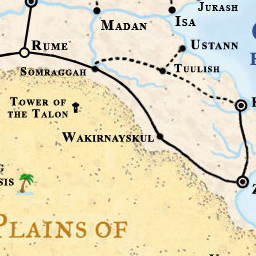 Jurash
Isa
Madan
Rume
Ustann
Somraggah
Tuulish
Tower of
the Talon
Wakirnayskul
Plains of